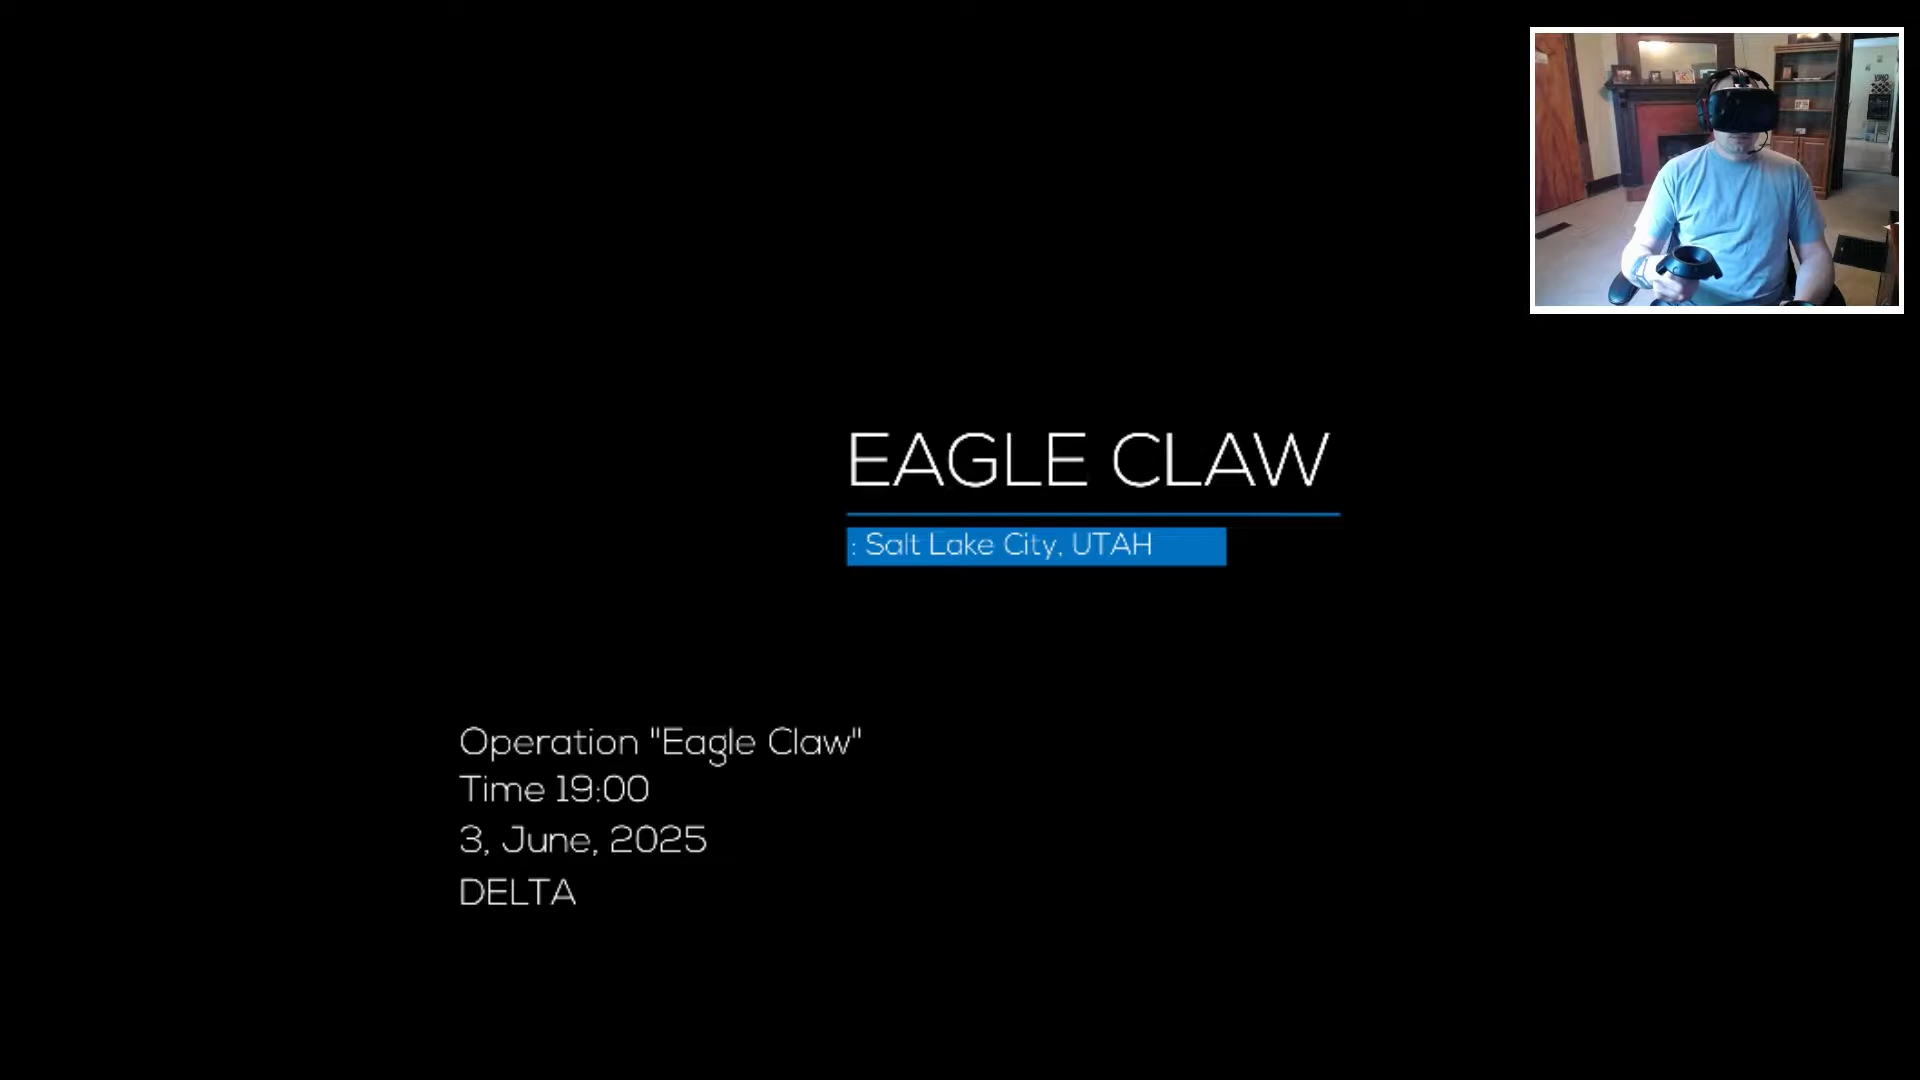 EAGLE CLAW
: Salt Lake City, UTAH
Operation "Eagle Claw"
Time 19:00
3, June, 2025
DELTA